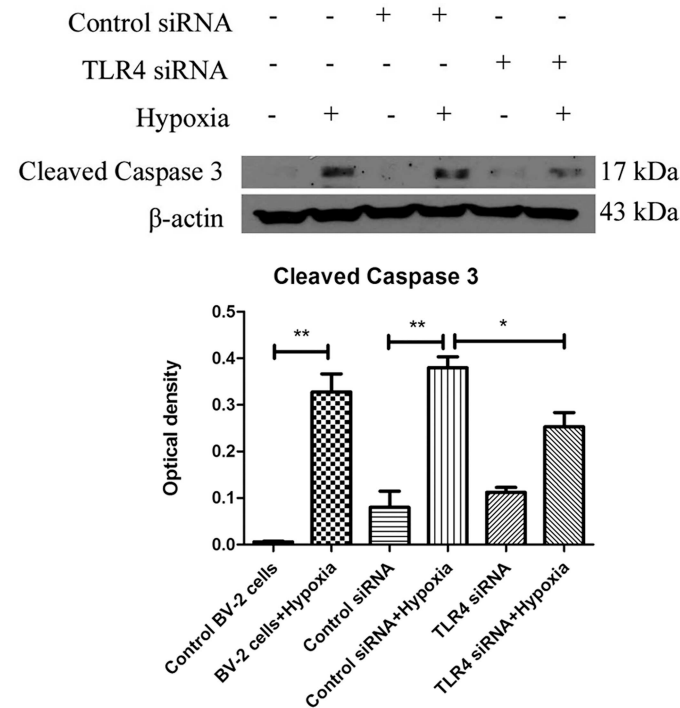 Control siRNA - - + + - -
TLR4 siRNA - - - - + +
Hypoxia - + - + - +
Cleaved Caspase 3 17 kDa
β-actin 43 kDa
Cleaved Caspase 3
Optical density
0.5
0.4
0.3
0.2
0.1
0.0
** ** *
Control BV-2 cells
BV-2 cells+Hypoxia
Control siRNA
Control siRNA+Hypoxia
TLR4 siRNA
TLR4 siRNA+Hypoxia